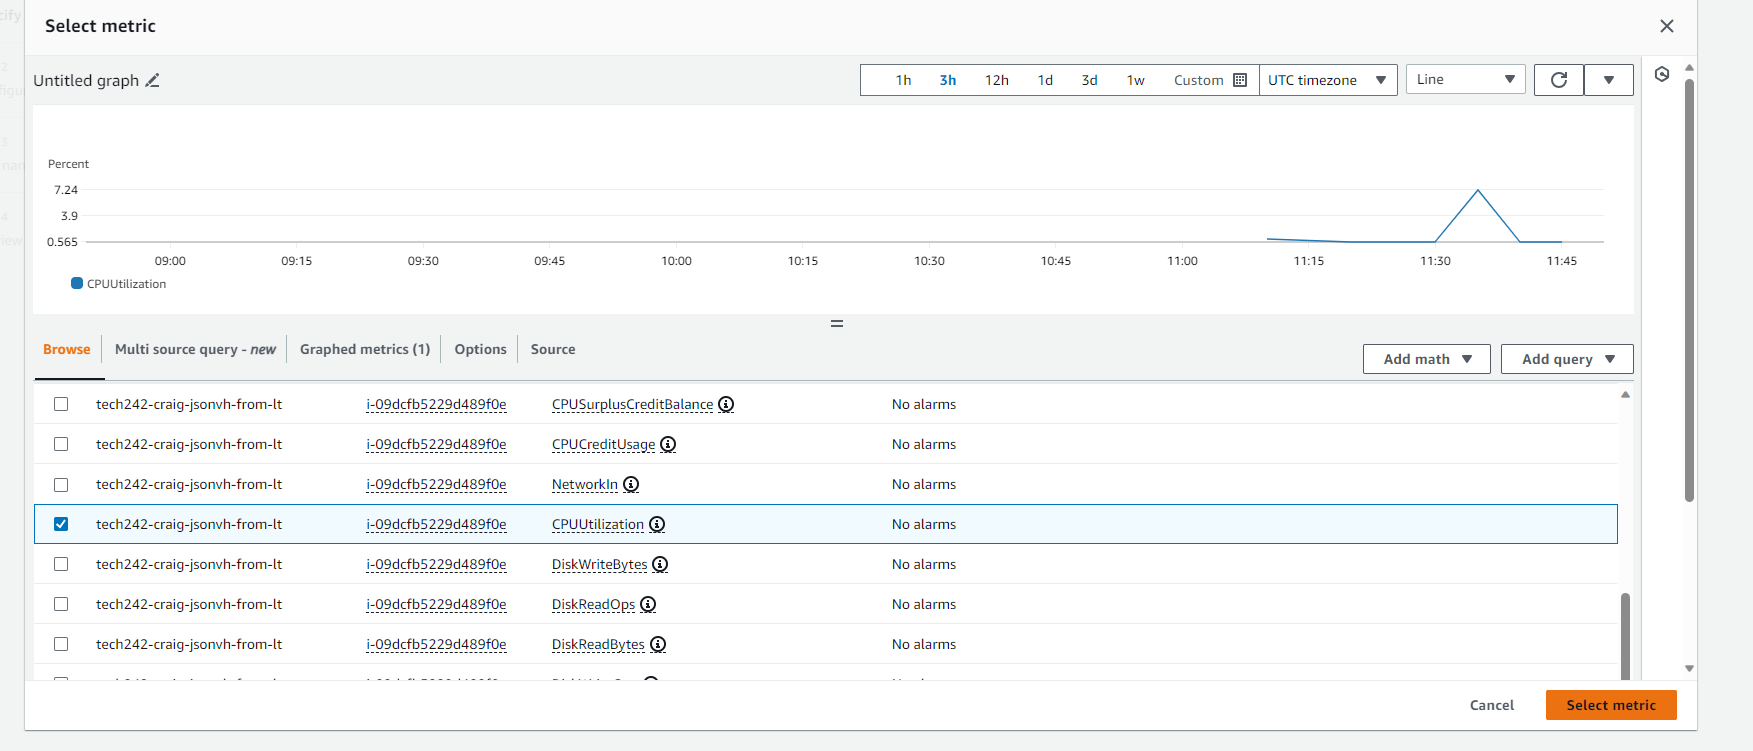 Select metric
Untitled graph
1h 3h 12h 1d 3d 1w Custom UTC timezone Line
Percent
7.24
3.9
0.565
09:00 09:15 09:30 09:45 10:00 10:15 10:30 10:45 11:00 11:15 11:30 11:45
CPUUtilization
Browse Multi source query - new Graphed metrics (1) Options Source Add math Add query
tech242-craig-jsonvh-from-lt i-09dcfb5229d489f0e CPUSurplusCreditBalance No alarms
tech242-craig-jsonvh-from-lt i-09dcfb5229d489f0e CPUCreditUsage No alarms
tech242-craig-jsonvh-from-lt i-09dcfb5229d489f0e NetworkIn No alarms
tech242-craig-jsonvh-from-lt i-09dcfb5229d489f0e CPUUtilization No alarms
tech242-craig-jsonvh-from-lt i-09dcfb5229d489f0e DiskWriteBytes No alarms
tech242-craig-jsonvh-from-lt i-09dcfb5229d489f0e DiskReadOps No alarms
tech242-craig-jsonvh-from-lt i-09dcfb5229d489f0e DiskReadBytes No alarms
Cancel Select metric